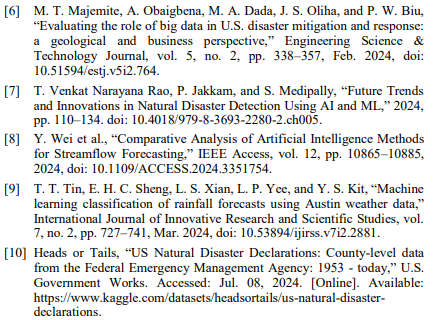 [6] M. T. Majemite, A. Obaigbena, M. A. Dada, J. S. Oliha, and P. W. Biu,
“Evaluating the role of big data in U.S. disaster mitigation and response:
a geological and business perspective,” Engineering Science &
Technology Journal, vol. 5, no. 2, pp. 338–357, Feb. 2024, doi:
10.51594/estj.v5i2.764.
[7] T. Venkat Narayana Rao, P. Jakkam, and S. Medipally, “Future Trends
and Innovations in Natural Disaster Detection Using AI and ML,” 2024,
pp. 110–134. doi: 10.4018/979-8-3693-2280-2.ch005.
[8] Y. Wei et al., “Comparative Analysis of Artificial Intelligence Methods
for Streamflow Forecasting,” IEEE Access, vol. 12, pp. 10865–10885,
2024, doi: 10.1109/ACCESS.2024.3351754.
[9] T. T. Tin, E. H. C. Sheng, L. S. Xian, L. P. Yee, and Y. S. Kit, “Machine
learning classification of rainfall forecasts using Austin weather data,”
International Journal of Innovative Research and Scientific Studies, vol.
7, no. 2, pp. 727–741, Mar. 2024, doi: 10.53894/ijirss.v7i2.2881.
[10] Heads or Tails, “US Natural Disaster Declarations: County-level data
from the Federal Emergency Management Agency: 1953 - today,” U.S.
Government Works. Accessed: Jul. 08, 2024. [Online]. Available:
https://www.kaggle.com/datasets/headsortails/us-natural-disaster-
declarations.